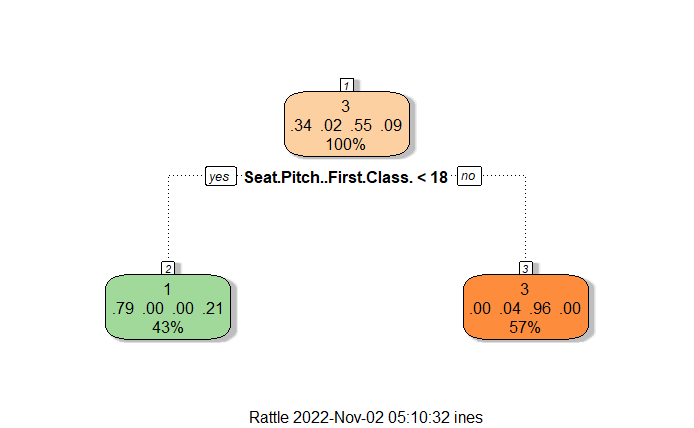 1
3
.34 .02 .55 .09
100%
yes Seat.Pitch..First.Class. < 18 no
2
1
.79 .00 .00 .21
43%
3
3
.00 .04 .96 .00
57%
Rattle 2022-Nov-02 05:10:32 ines